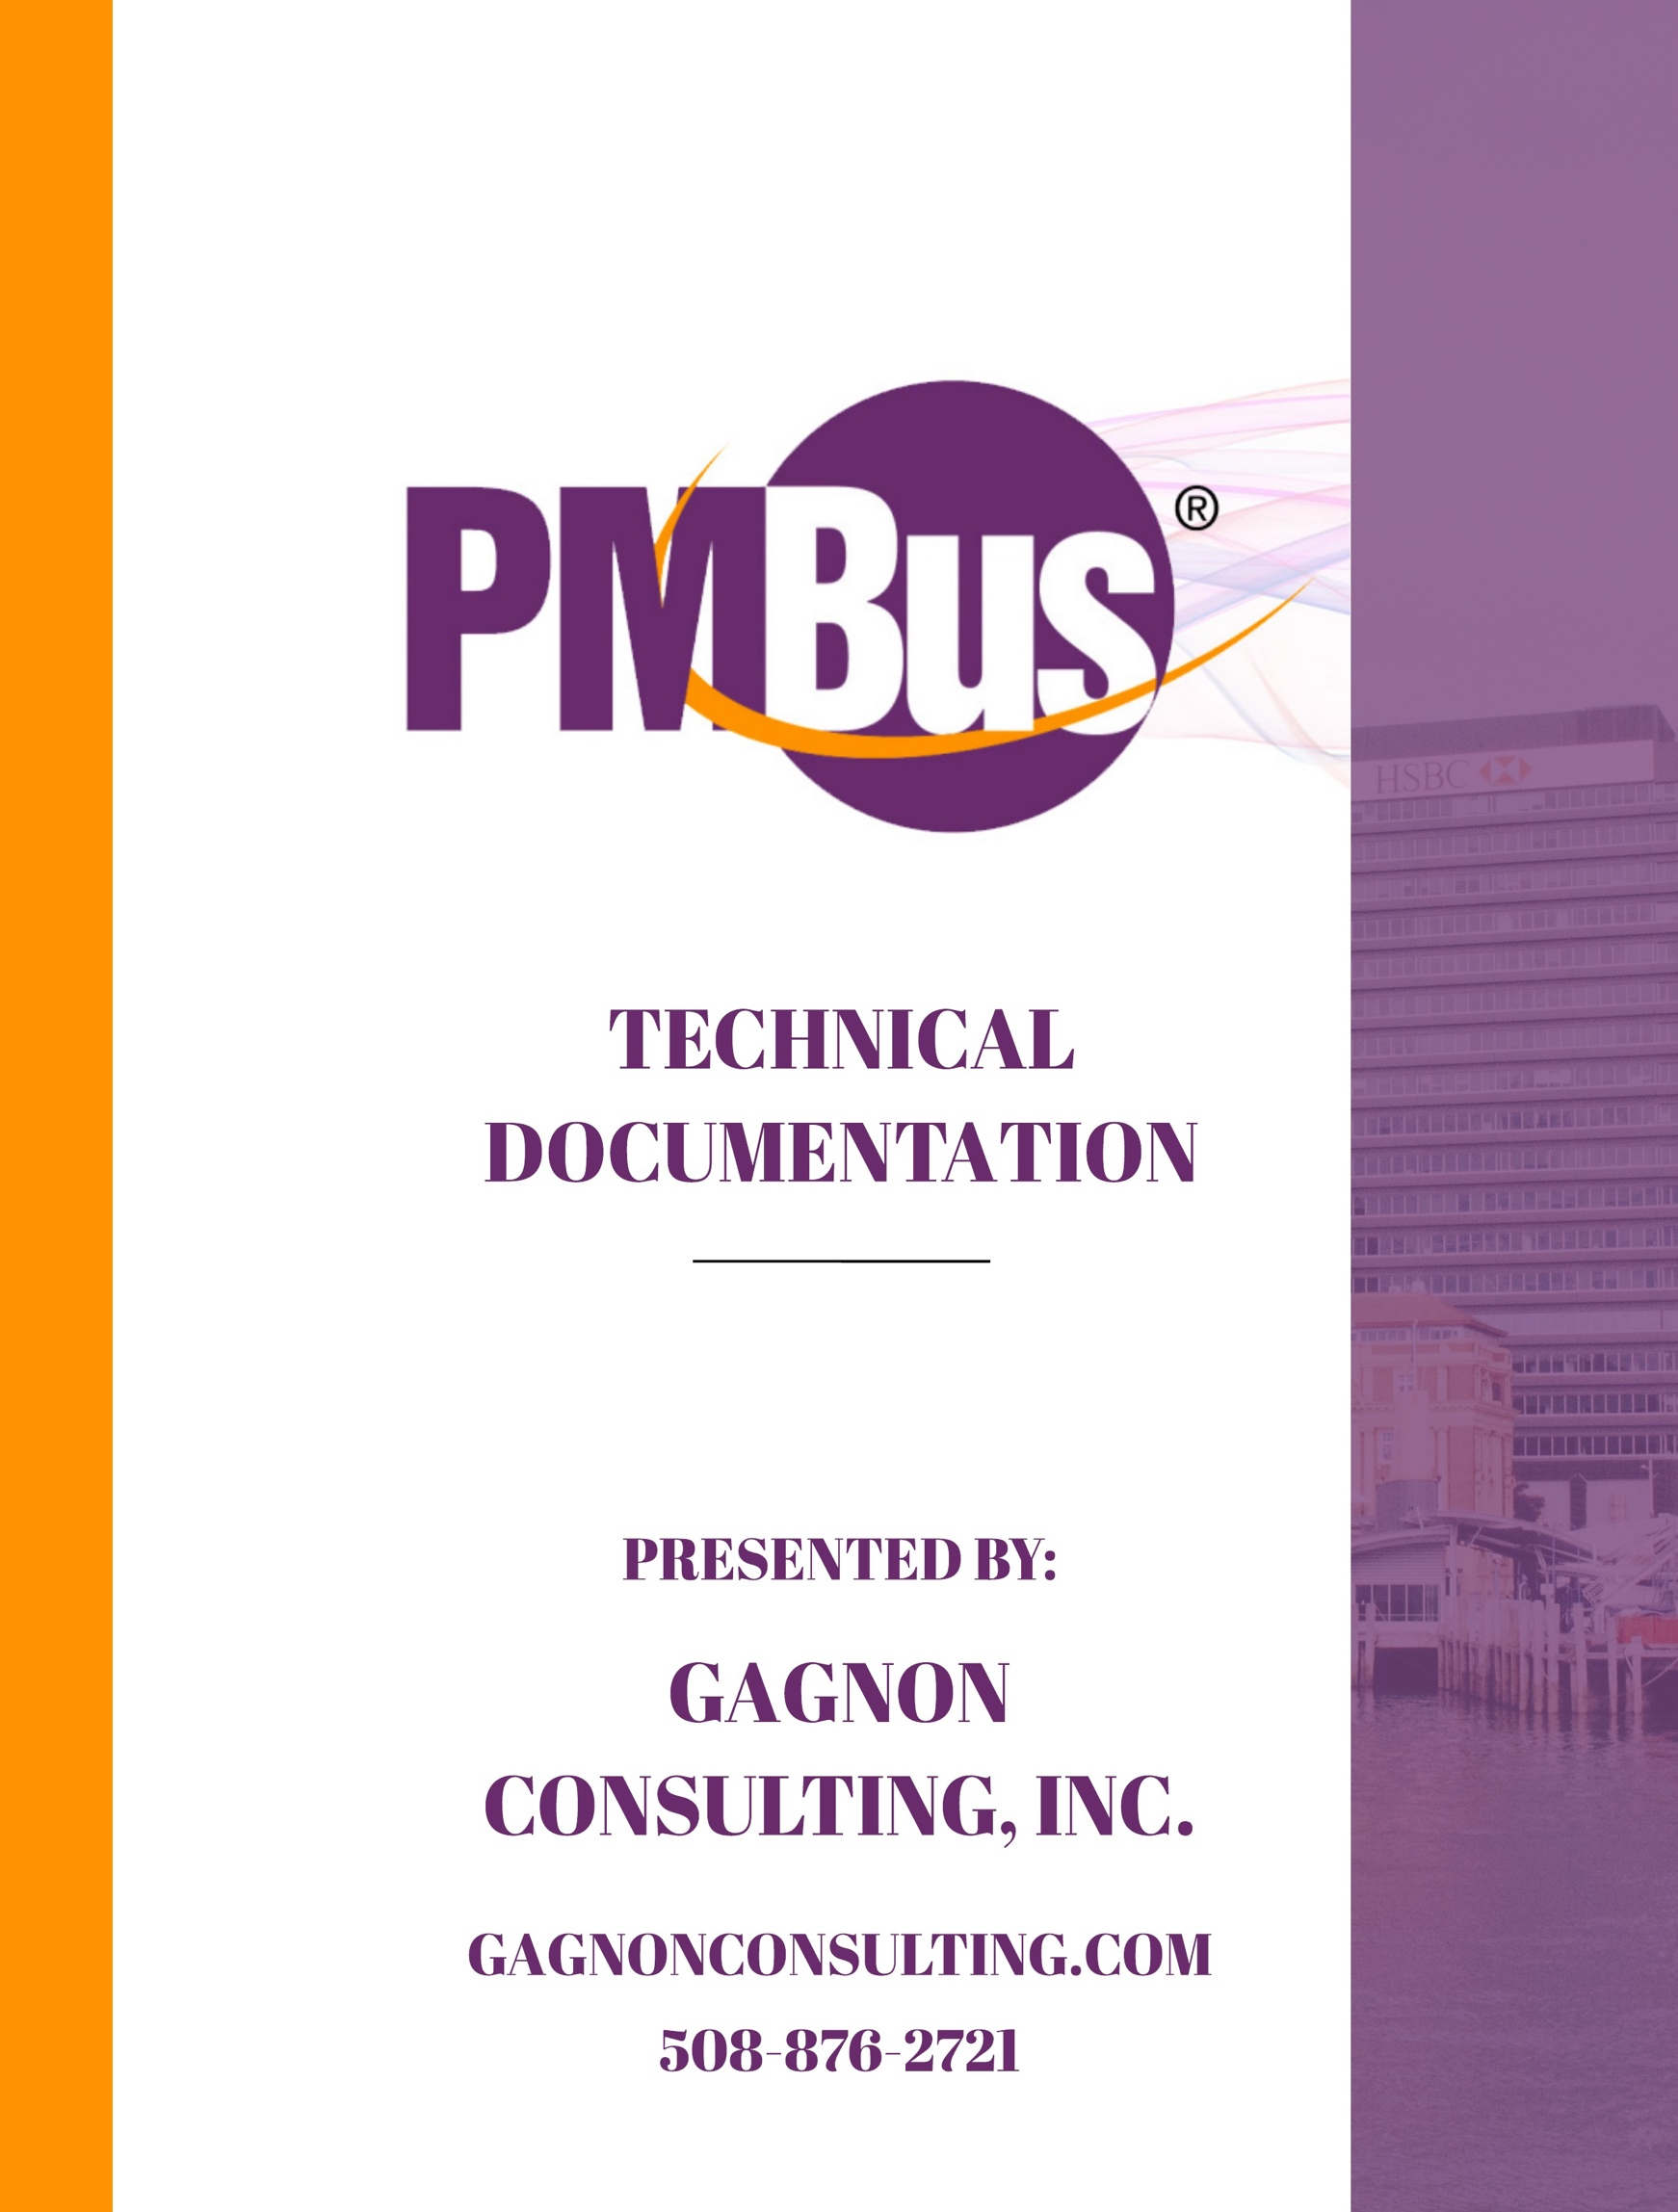 PMBus®
HSBC
TECHNICAL
DOCUMENTATION
PRESENTED BY:
GAGNON
CONSULTING, INC.
GAGNONCONSULTING.COM
508-876-2721